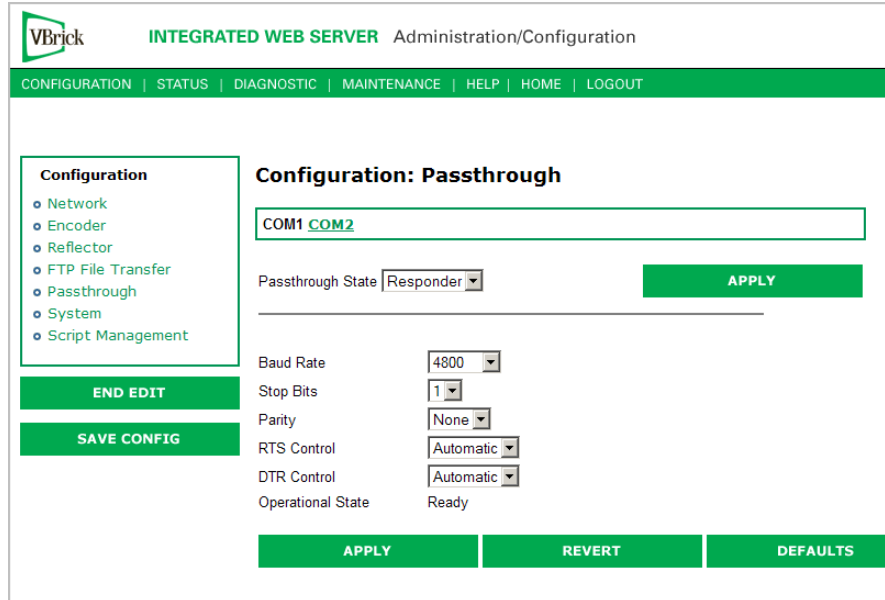 VBrick INTEGRATED WEB SERVER Administration/Configuration
CONFIGURATION | STATUS | DIAGNOSTIC | MAINTENANCE | HELP | HOME | LOGOUT
Configuration
Network
Encoder
Reflector
FTP File Transfer
Passthrough
System
Script Management
END EDIT
SAVE CONFIG
Configuration: Passthrough
COM1 COM2
Passthrough State Responder APPLY
Baud Rate 4800
Stop Bits 1
Parity None
RTS Control Automatic
DTR Control Automatic
Operational State Ready
APPLY REVERT DEFAULTS